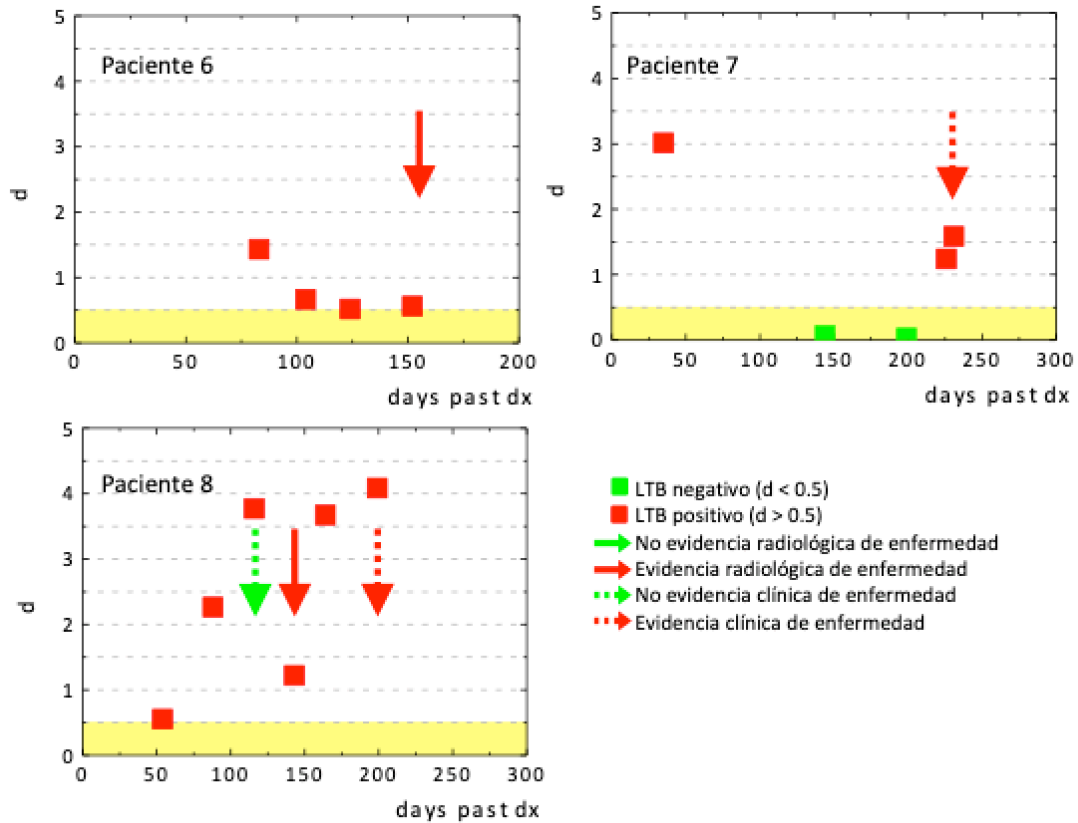 Paciente 6
d
5
4
3
2
1
0
0 50 100 150 200
days past dx
Paciente 7
d
5
4
3
2
1
0
0 50 100 150 200 250 300
days past dx
Paciente 8
d
5
4
3
2
1
0
0 50 100 150 200 250 300
days past dx
LTB negativo (d < 0.5)
LTB positivo (d > 0.5)
No evidencia radiológica de enfermedad
Evidencia radiológica de enfermedad
No evidencia clínica de enfermedad
Evidencia clínica de enfermedad